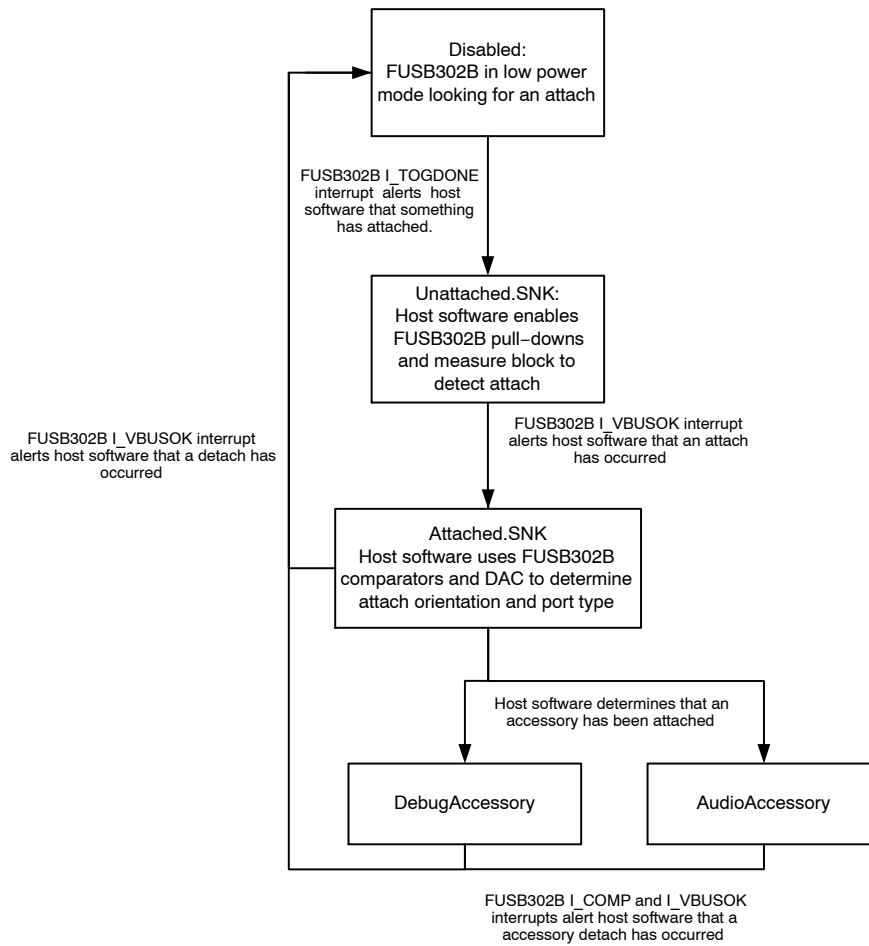 Disabled:
FUSB302B in low power
mode looking for an attach
FUSB302B I_TOGDONE
interrupt alerts host
software that something
has attached.
Unattached.SNK:
Host software enables
FUSB302B pull−downs
and measure block to
detect attach
FUSB302B I_VBUSOK interrupt
alerts host software that an attach
has occurred
FUSB302B I_VBUSOK interrupt
alerts host software that a detach has
occurred
Attached.SNK
Host software uses FUSB302B
comparators and DAC to determine
attach orientation and port type
Host software determines that an
accessory has been attached
DebugAccessory
AudioAccessory
FUSB302B I_COMP and I_VBUSOK
interrupts alert host software that a
accessory detach has occurred